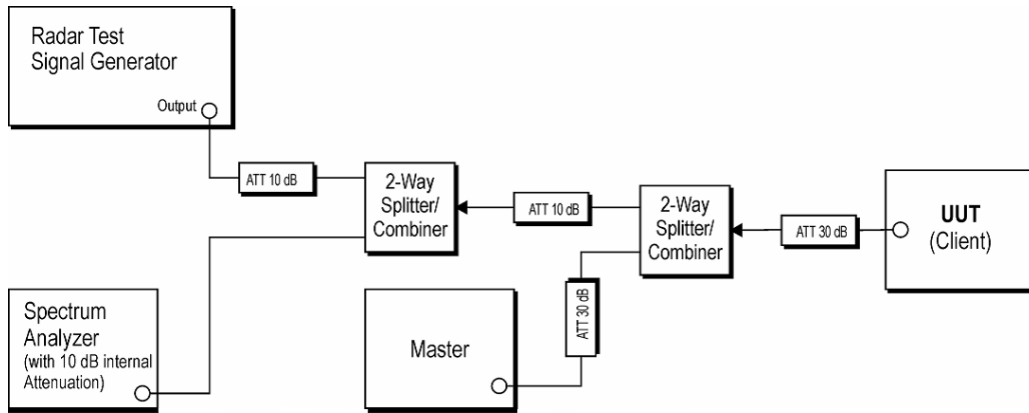 Radar Test
Signal Generator
Output
ATT 10 dB
2-Way
Splitter/
Combiner
ATT 10 dB
2-Way
Splitter/
Combiner
ATT 30 dB
UUT
(Client)
Spectrum
Analyzer
(with 10 dB internal
Attenuation)
Master
ATT 30 dB